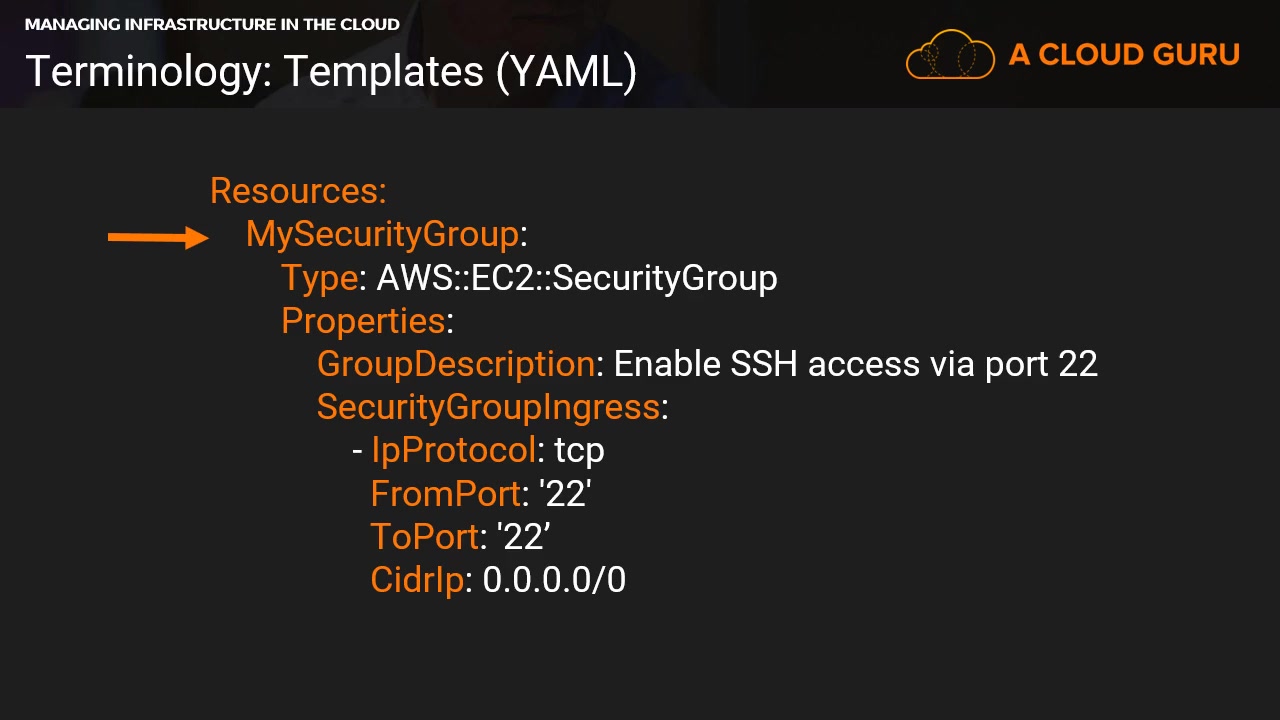 MANAGING INFRASTRUCTURE IN THE CLOUD
Terminology: Templates (YAML)
A CLOUD GURU
Resources:
MySecurityGroup:
Type: AWS::EC2::SecurityGroup
Properties:
GroupDescription: Enable SSH access via port 22
SecurityGroupIngress:
- IpProtocol: tcp
FromPort: '22'
ToPort: '22’
CidrIp: 0.0.0.0/0